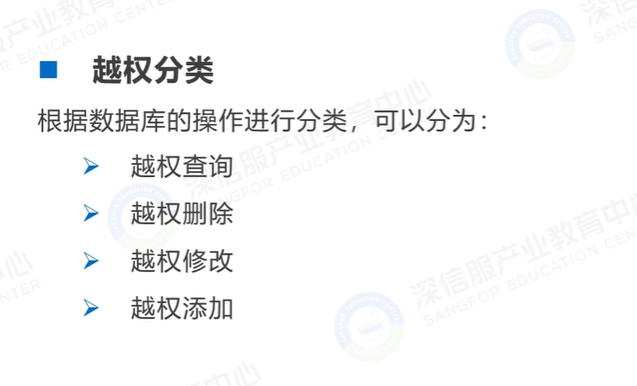 越权分类
根据数据库的操作进行分类，可以分为：
越权查询
越权删除
越权修改
越权添加
深信服产业教育中心
SANGFOR EDUCATION CENTER